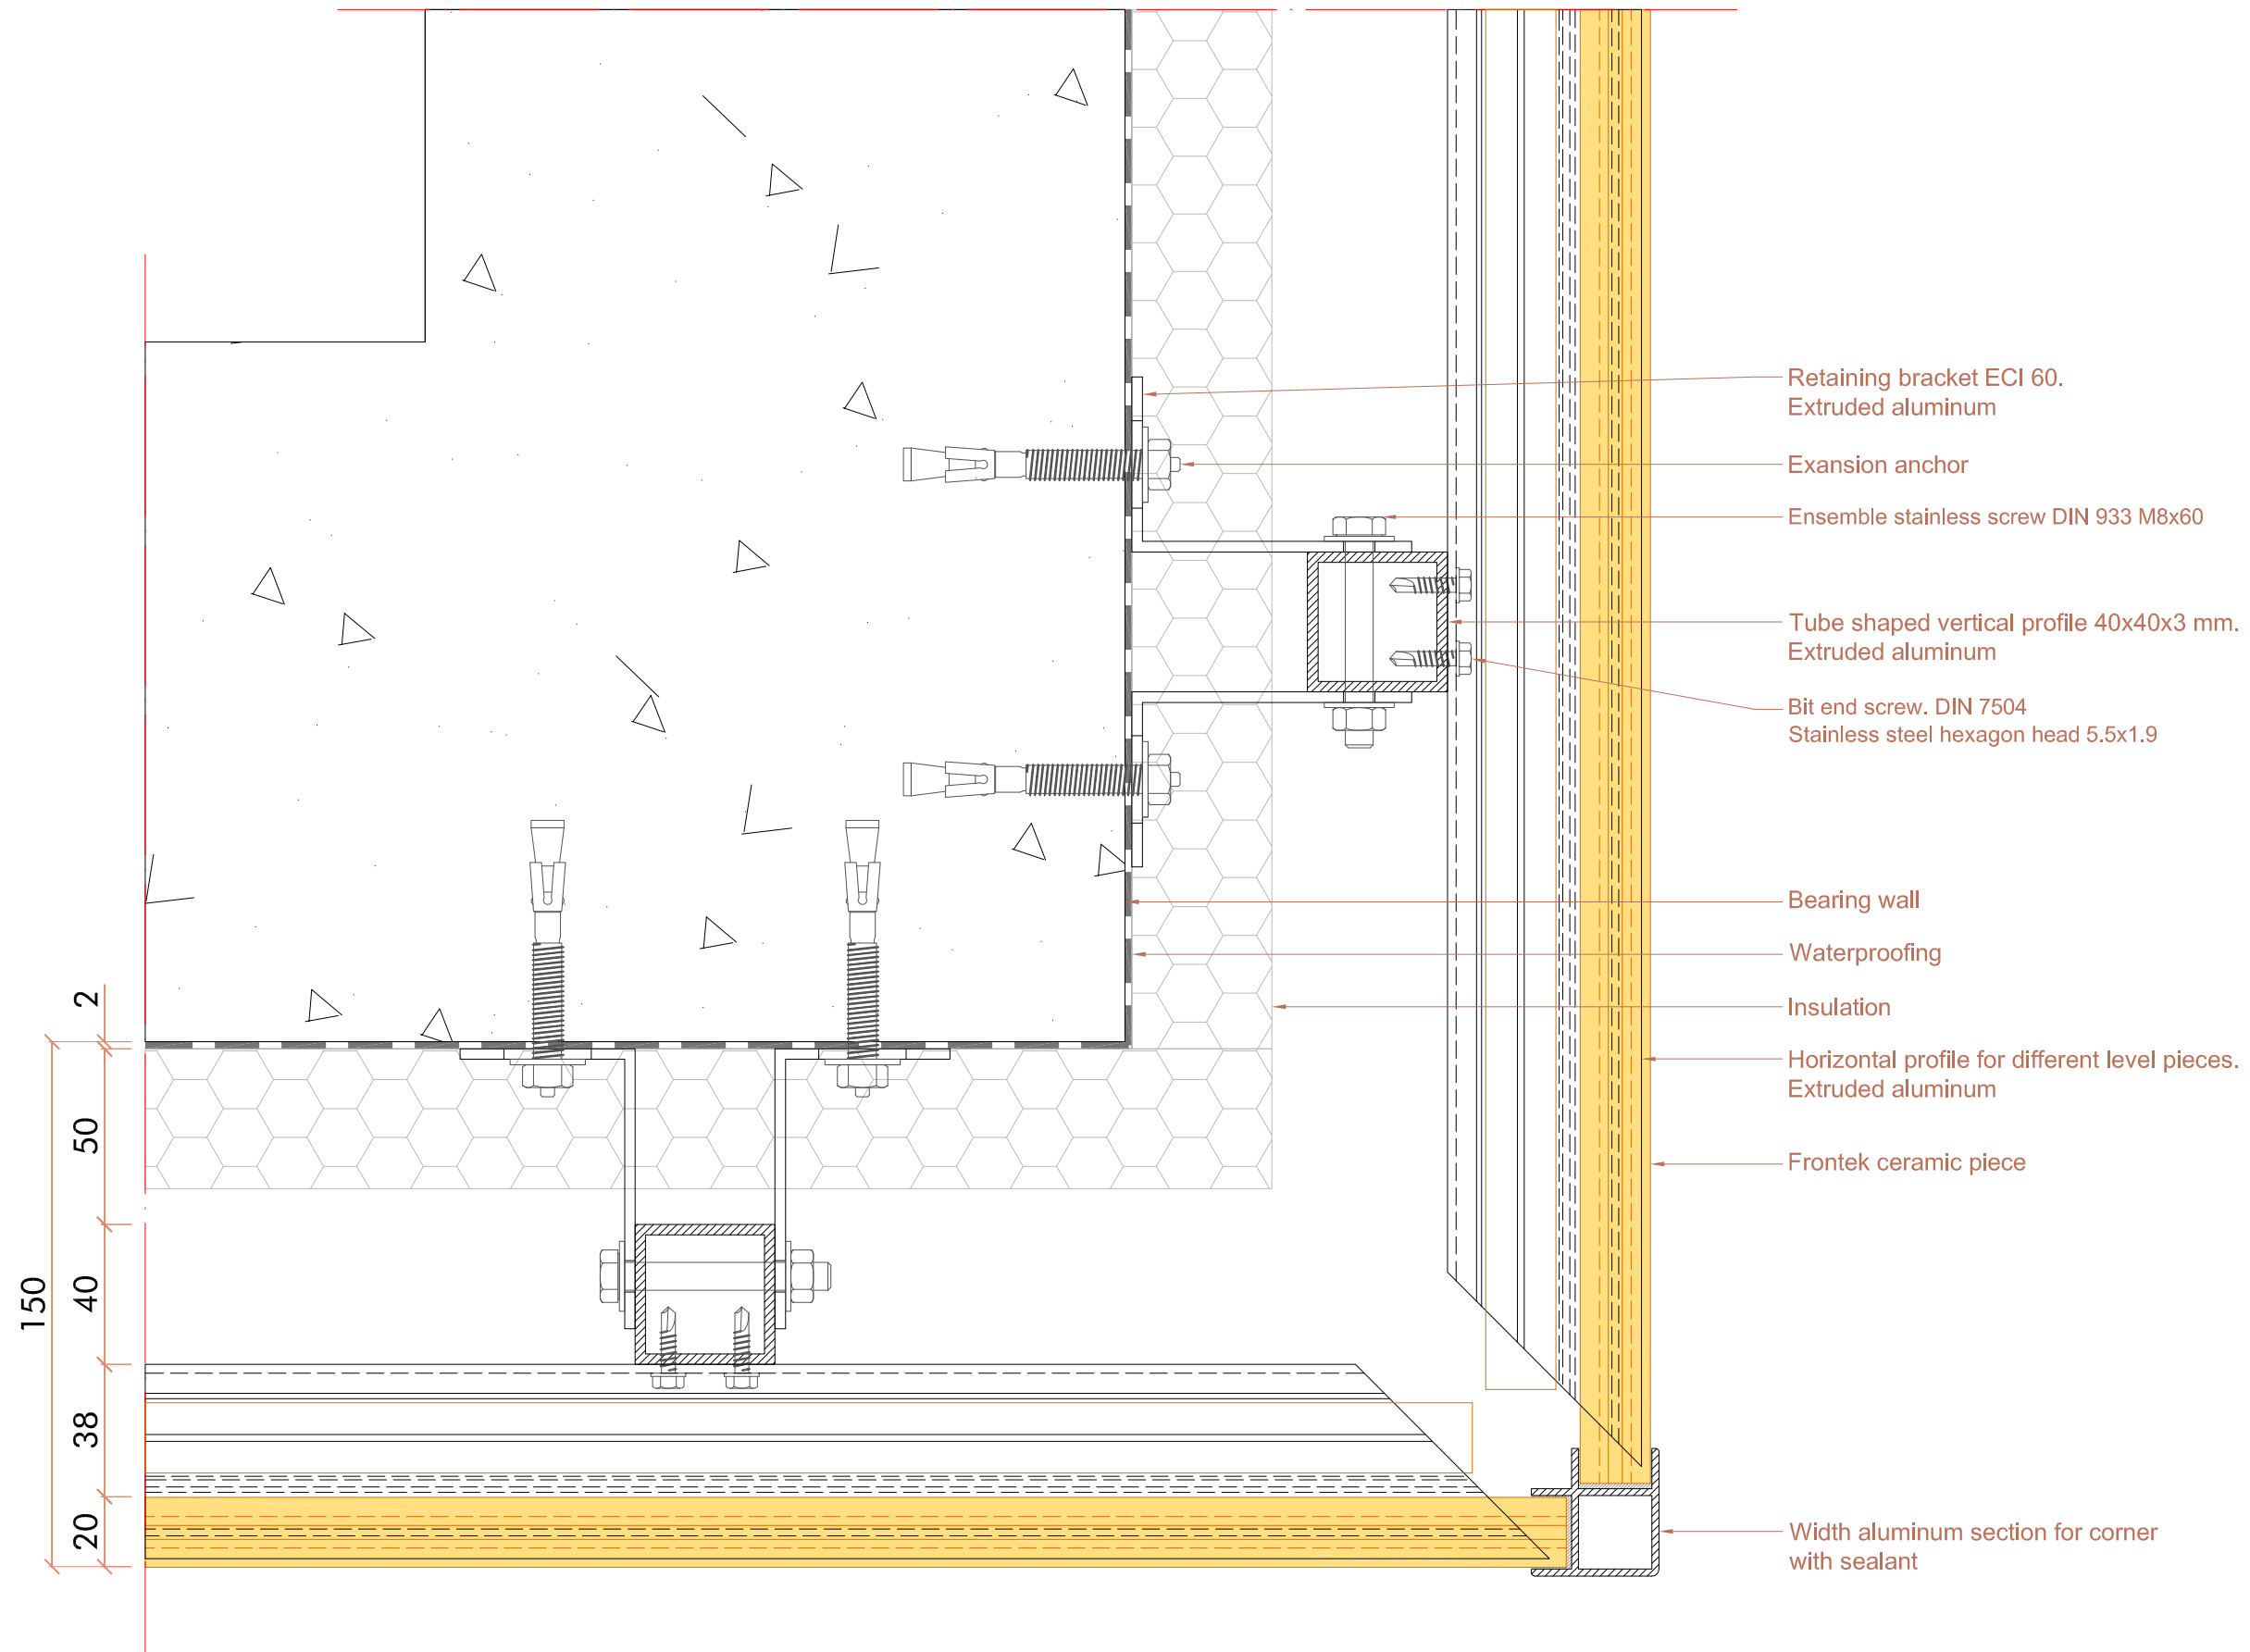 Retaining bracket ECI 60.
Extruded aluminum
Exansion anchor
Ensemble stainless screw DIN 933 M8x60
Tube shaped vertical profile 40x40x3 mm.
Extruded aluminum
Bit end screw. DIN 7504
Stainless steel hexagon head 5.5x1.9
Bearing wall
Waterproofing
Insulation
Horizontal profile for different level pieces.
Extruded aluminum
Frontek ceramic piece
Width aluminum section for corner
with sealant
2
50
40
38
20
150